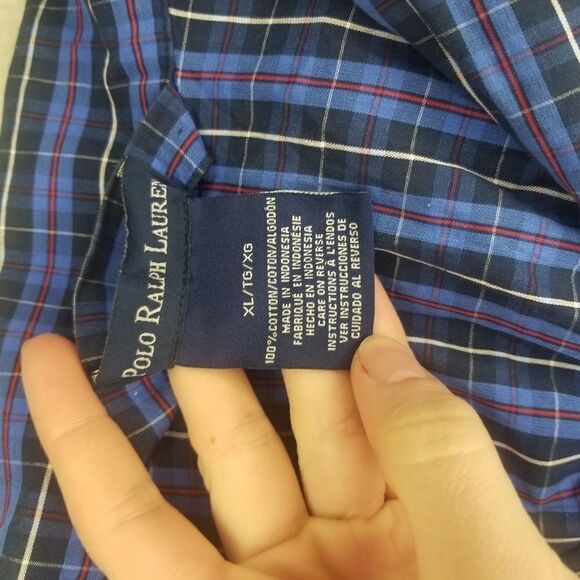 POLO RALPH LAUREN
XL/TG/XG
100%COTTON/COTON/ALGODÓN
MADE IN INDONESIA
FABRIQUÉ EN INDONÉSIE
HECHO EN INDONESIA
CARE ON REVERSE
INSTRUCTIONS À L'ENDOS
VER INSTRUCCIONES DE
CUIDADO AL REVERSO